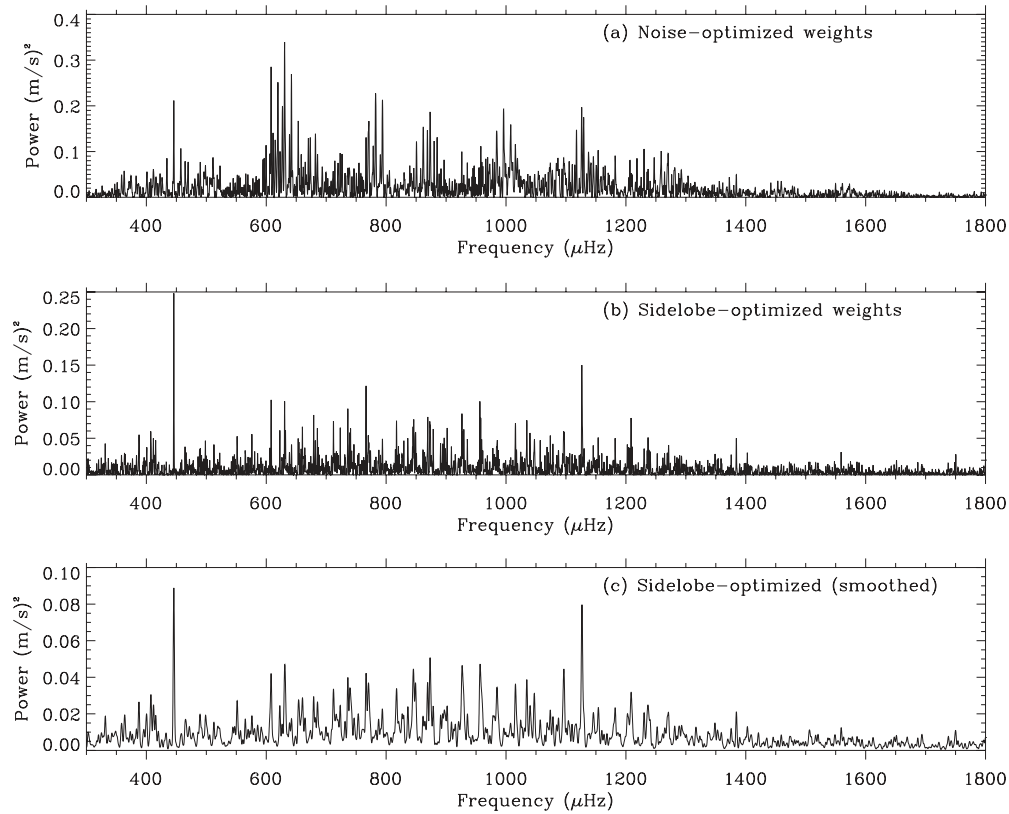 (a) Noise-optimized weights
Power (m/s)²
0.4
0.3
0.2
0.1
0.0
400 600 800 1000 1200 1400 1600 1800
Frequency (μHz)
(b) Sidelobe-optimized weights
Power (m/s)²
0.25
0.20
0.15
0.10
0.05
0.00
400 600 800 1000 1200 1400 1600 1800
Frequency (μHz)
(c) Sidelobe-optimized (smoothed)
Power (m/s)²
0.10
0.08
0.06
0.04
0.02
0.00
400 600 800 1000 1200 1400 1600 1800
Frequency (μHz)